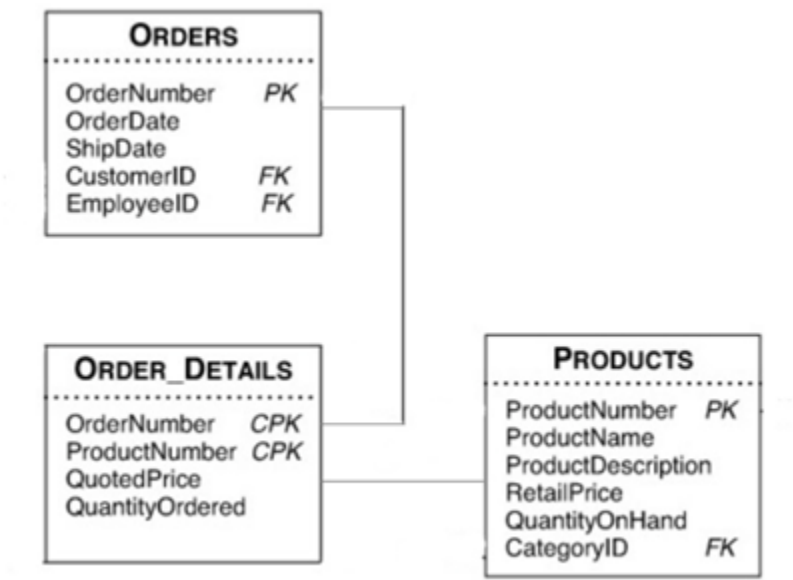 ORDERS
OrderNumber PK
OrderDate
ShipDate
CustomerID FK
EmployeeID FK
ORDER_DETAILS
OrderNumber CPK
ProductNumber CPK
QuotedPrice
QuantityOrdered
PRODUCTS
ProductNumber PK
ProductName
ProductDescription
RetailPrice
QuantityOnHand
CategoryID FK